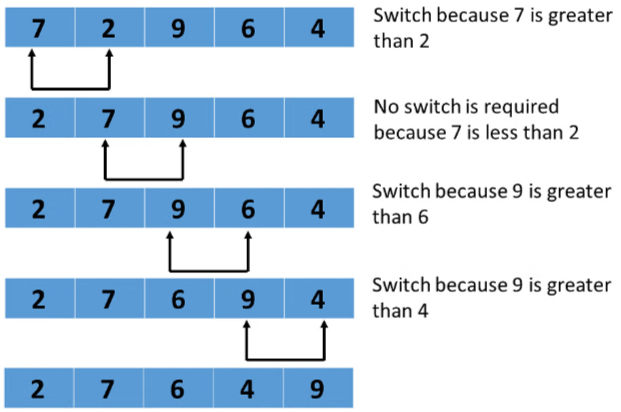 7 2 9 6 4
Switch because 7 is greater
than 2
2 7 9 6 4
No switch is required
because 7 is less than 2
2 7 9 6 4
Switch because 9 is greater
than 6
2 7 6 9 4
Switch because 9 is greater
than 4
2 7 6 4 9